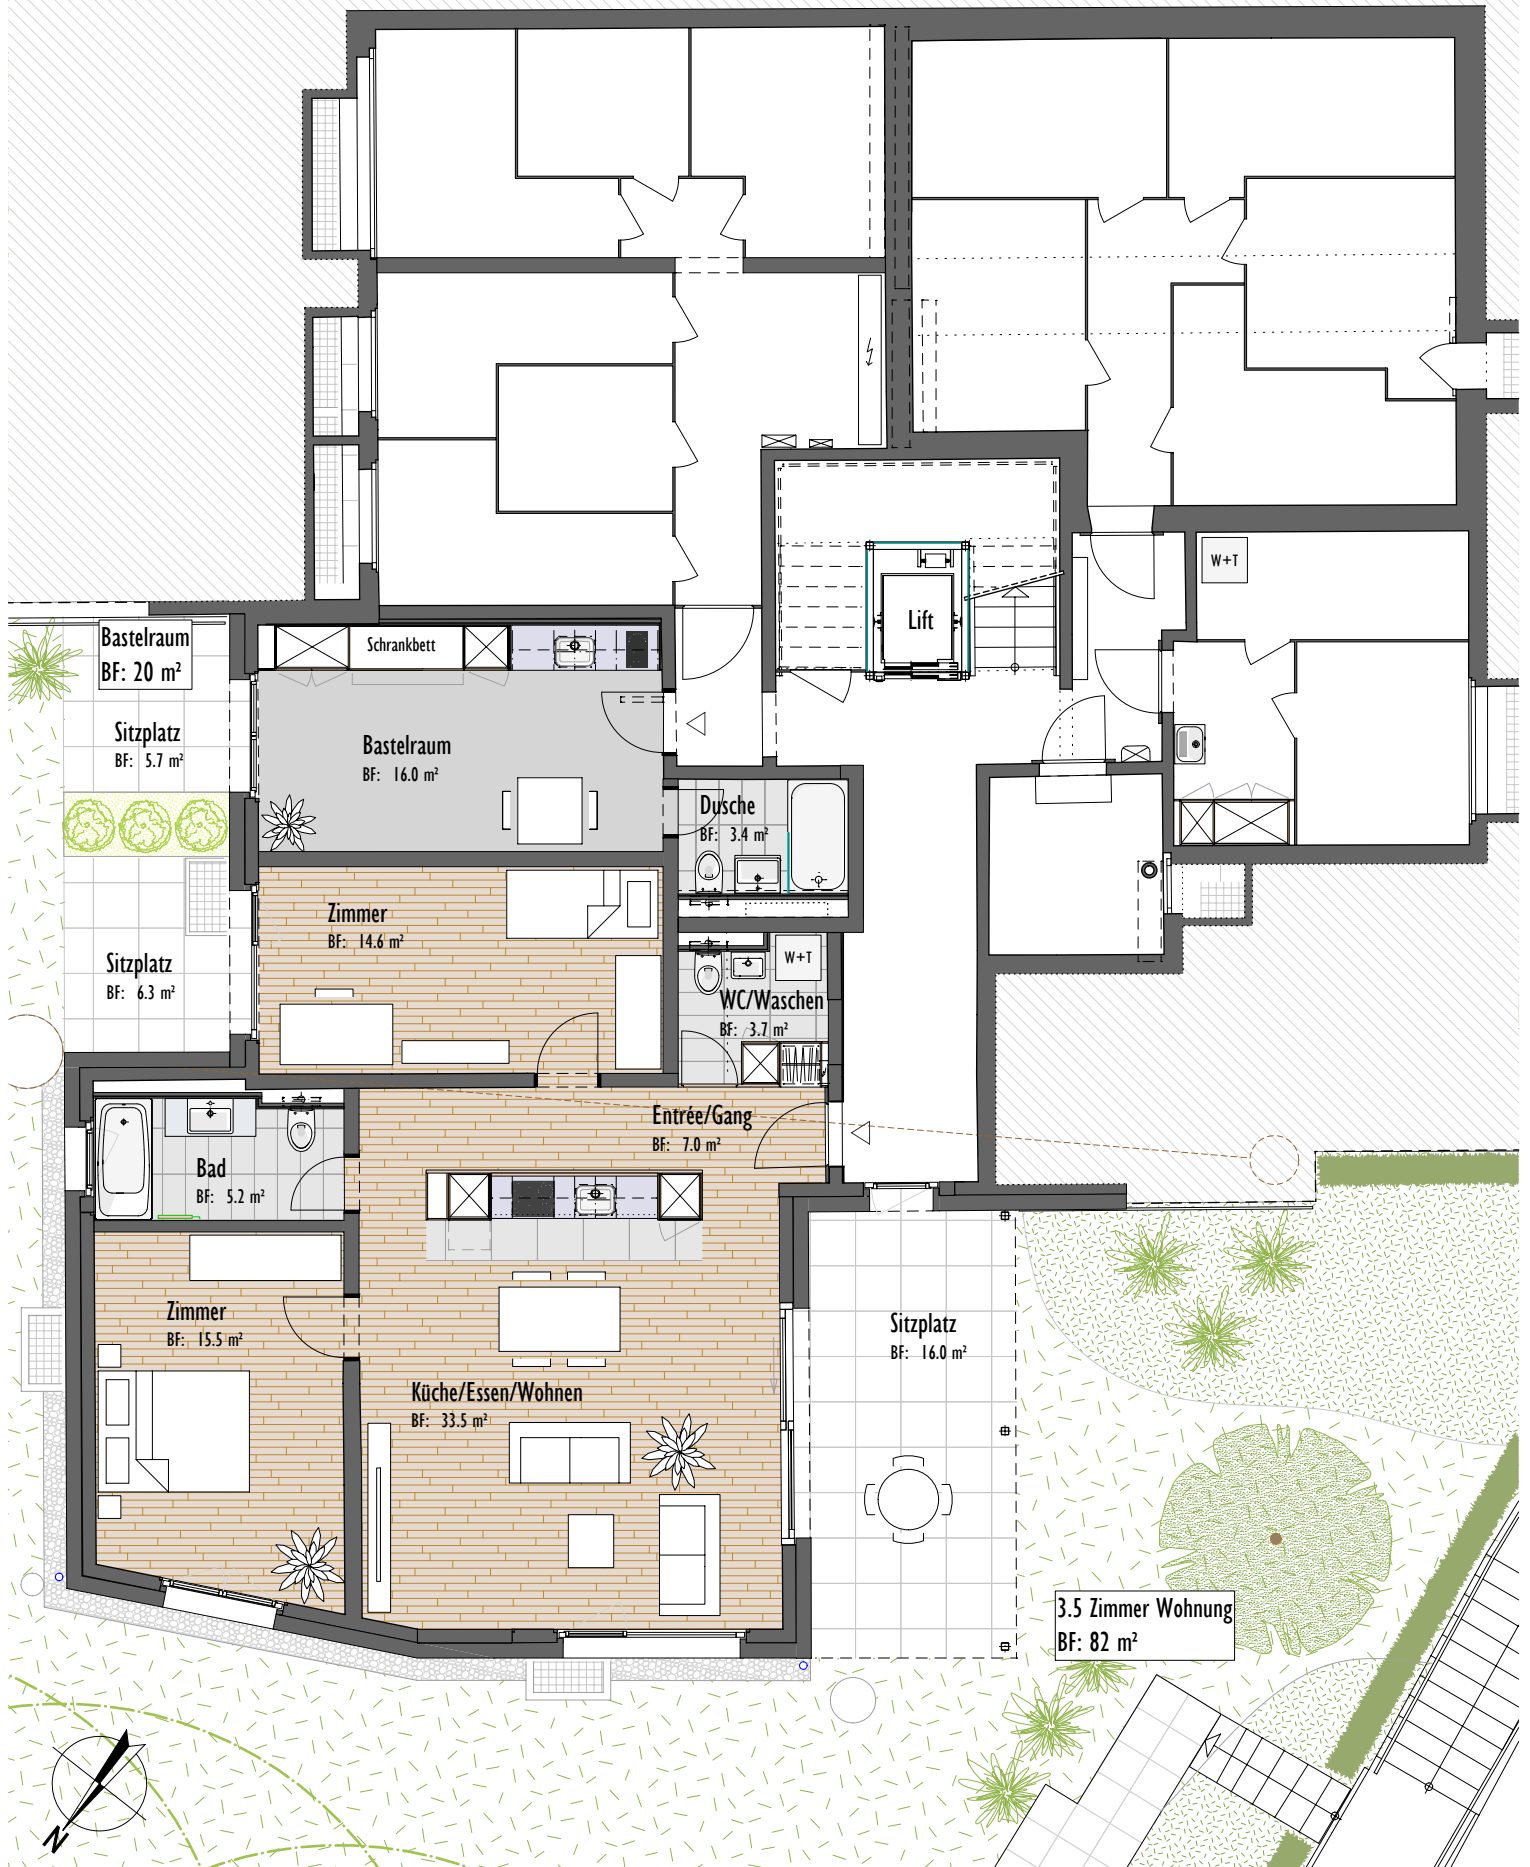 W+T
Lift
Schrankbett
Bastelraum
BF: 20 m²
Sitzplatz
BF: 5.7 m²
Bastelraum
BF: 16.0 m²
Dusche
BF: 3.4 m²
Zimmer
BF: 14.6 m²
Sitzplatz
BF: 6.3 m²
W+T
WC/Waschen
BF: 3.7 m²
Entrée/Gang
BF: 7.0 m²
Bad
BF: 5.2 m²
Zimmer
BF: 15.5 m²
Sitzplatz
BF: 16.0 m²
Küche/Essen/Wohnen
BF: 33.5 m²
3.5 Zimmer Wohnung
BF: 82 m²
N